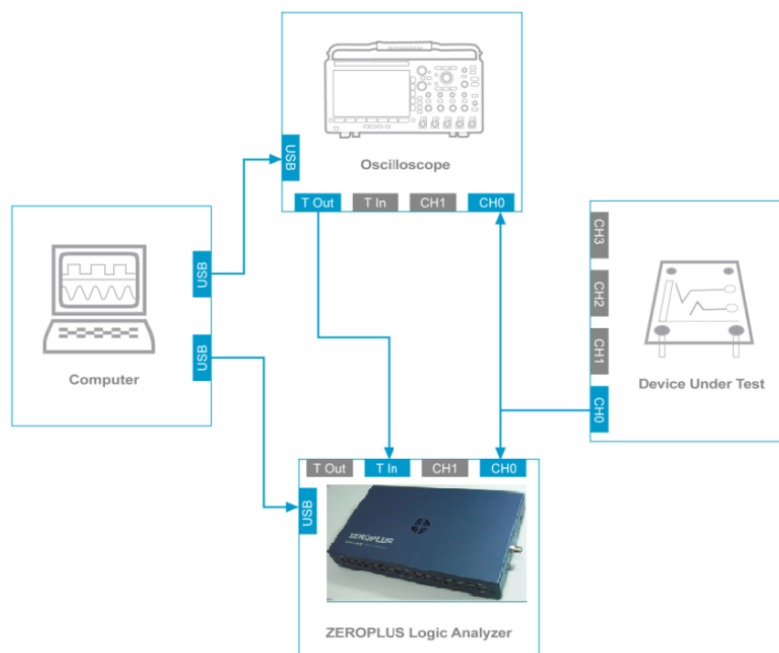 USB
Oscilloscope
T Out T In CH1 CH0
USB
USB
Computer
CH3
CH2
CH1
CH0
Device Under Test
T Out T In CH1 CH0
USB
ZEROPLUS
ZEROPLUS Logic Analyzer